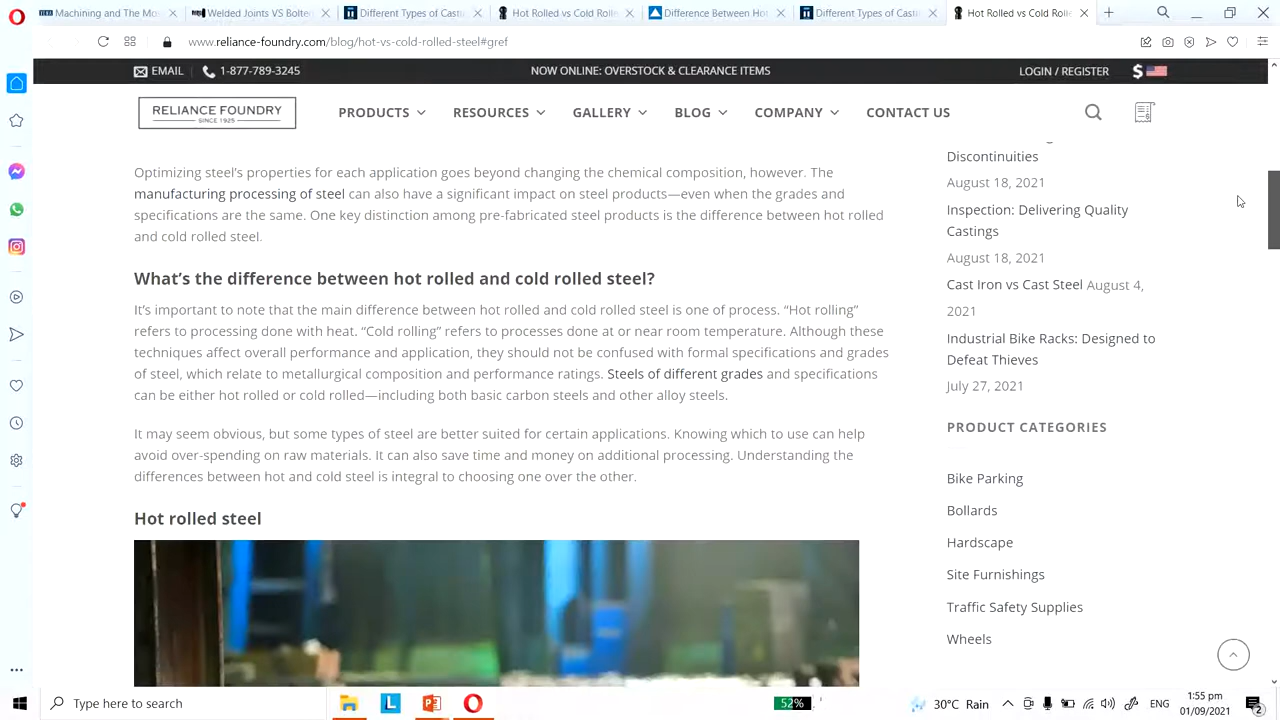 Machining and The Mos
Welded Joints VS Bolte
Different Types of Casti
Hot Rolled vs Cold Roll
Difference Between Hot
Different Types of Casti
Hot Rolled vs Cold Roll
www.reliance-foundry.com/blog/hot-vs-cold-rolled-steel#gref
EMAIL
1-877-789-3245
NOW ONLINE: OVERSTOCK & CLEARANCE ITEMS
LOGIN / REGISTER
$
RELIANCE FOUNDRY
SINCE 1925
PRODUCTS
RESOURCES
GALLERY
BLOG
COMPANY
CONTACT US
Optimizing steel’s properties for each application goes beyond changing the chemical composition, however. The
manufacturing processing of steel can also have a significant impact on steel products—even when the grades and
specifications are the same. One key distinction among pre-fabricated steel products is the difference between hot rolled
and cold rolled steel.
What’s the difference between hot rolled and cold rolled steel?
It’s important to note that the main difference between hot rolled and cold rolled steel is one of process. “Hot rolling”
refers to processing done with heat. “Cold rolling” refers to processes done at or near room temperature. Although these
techniques affect overall performance and application, they should not be confused with formal specifications and grades
of steel, which relate to metallurgical composition and performance ratings. Steels of different grades and specifications
can be either hot rolled or cold rolled—including both basic carbon steels and other alloy steels.
It may seem obvious, but some types of steel are better suited for certain applications. Knowing which to use can help
avoid over-spending on raw materials. It can also save time and money on additional processing. Understanding the
differences between hot and cold steel is integral to choosing one over the other.
Hot rolled steel
Discontinuities
August 18, 2021
Inspection: Delivering Quality
Castings
August 18, 2021
Cast Iron vs Cast Steel August 4,
2021
Industrial Bike Racks: Designed to
Defeat Thieves
July 27, 2021
PRODUCT CATEGORIES
Bike Parking
Bollards
Hardscape
Site Furnishings
Traffic Safety Supplies
Wheels
Type here to search
52%
30°C Rain
ENG
1:55 pm
01/09/2021
2